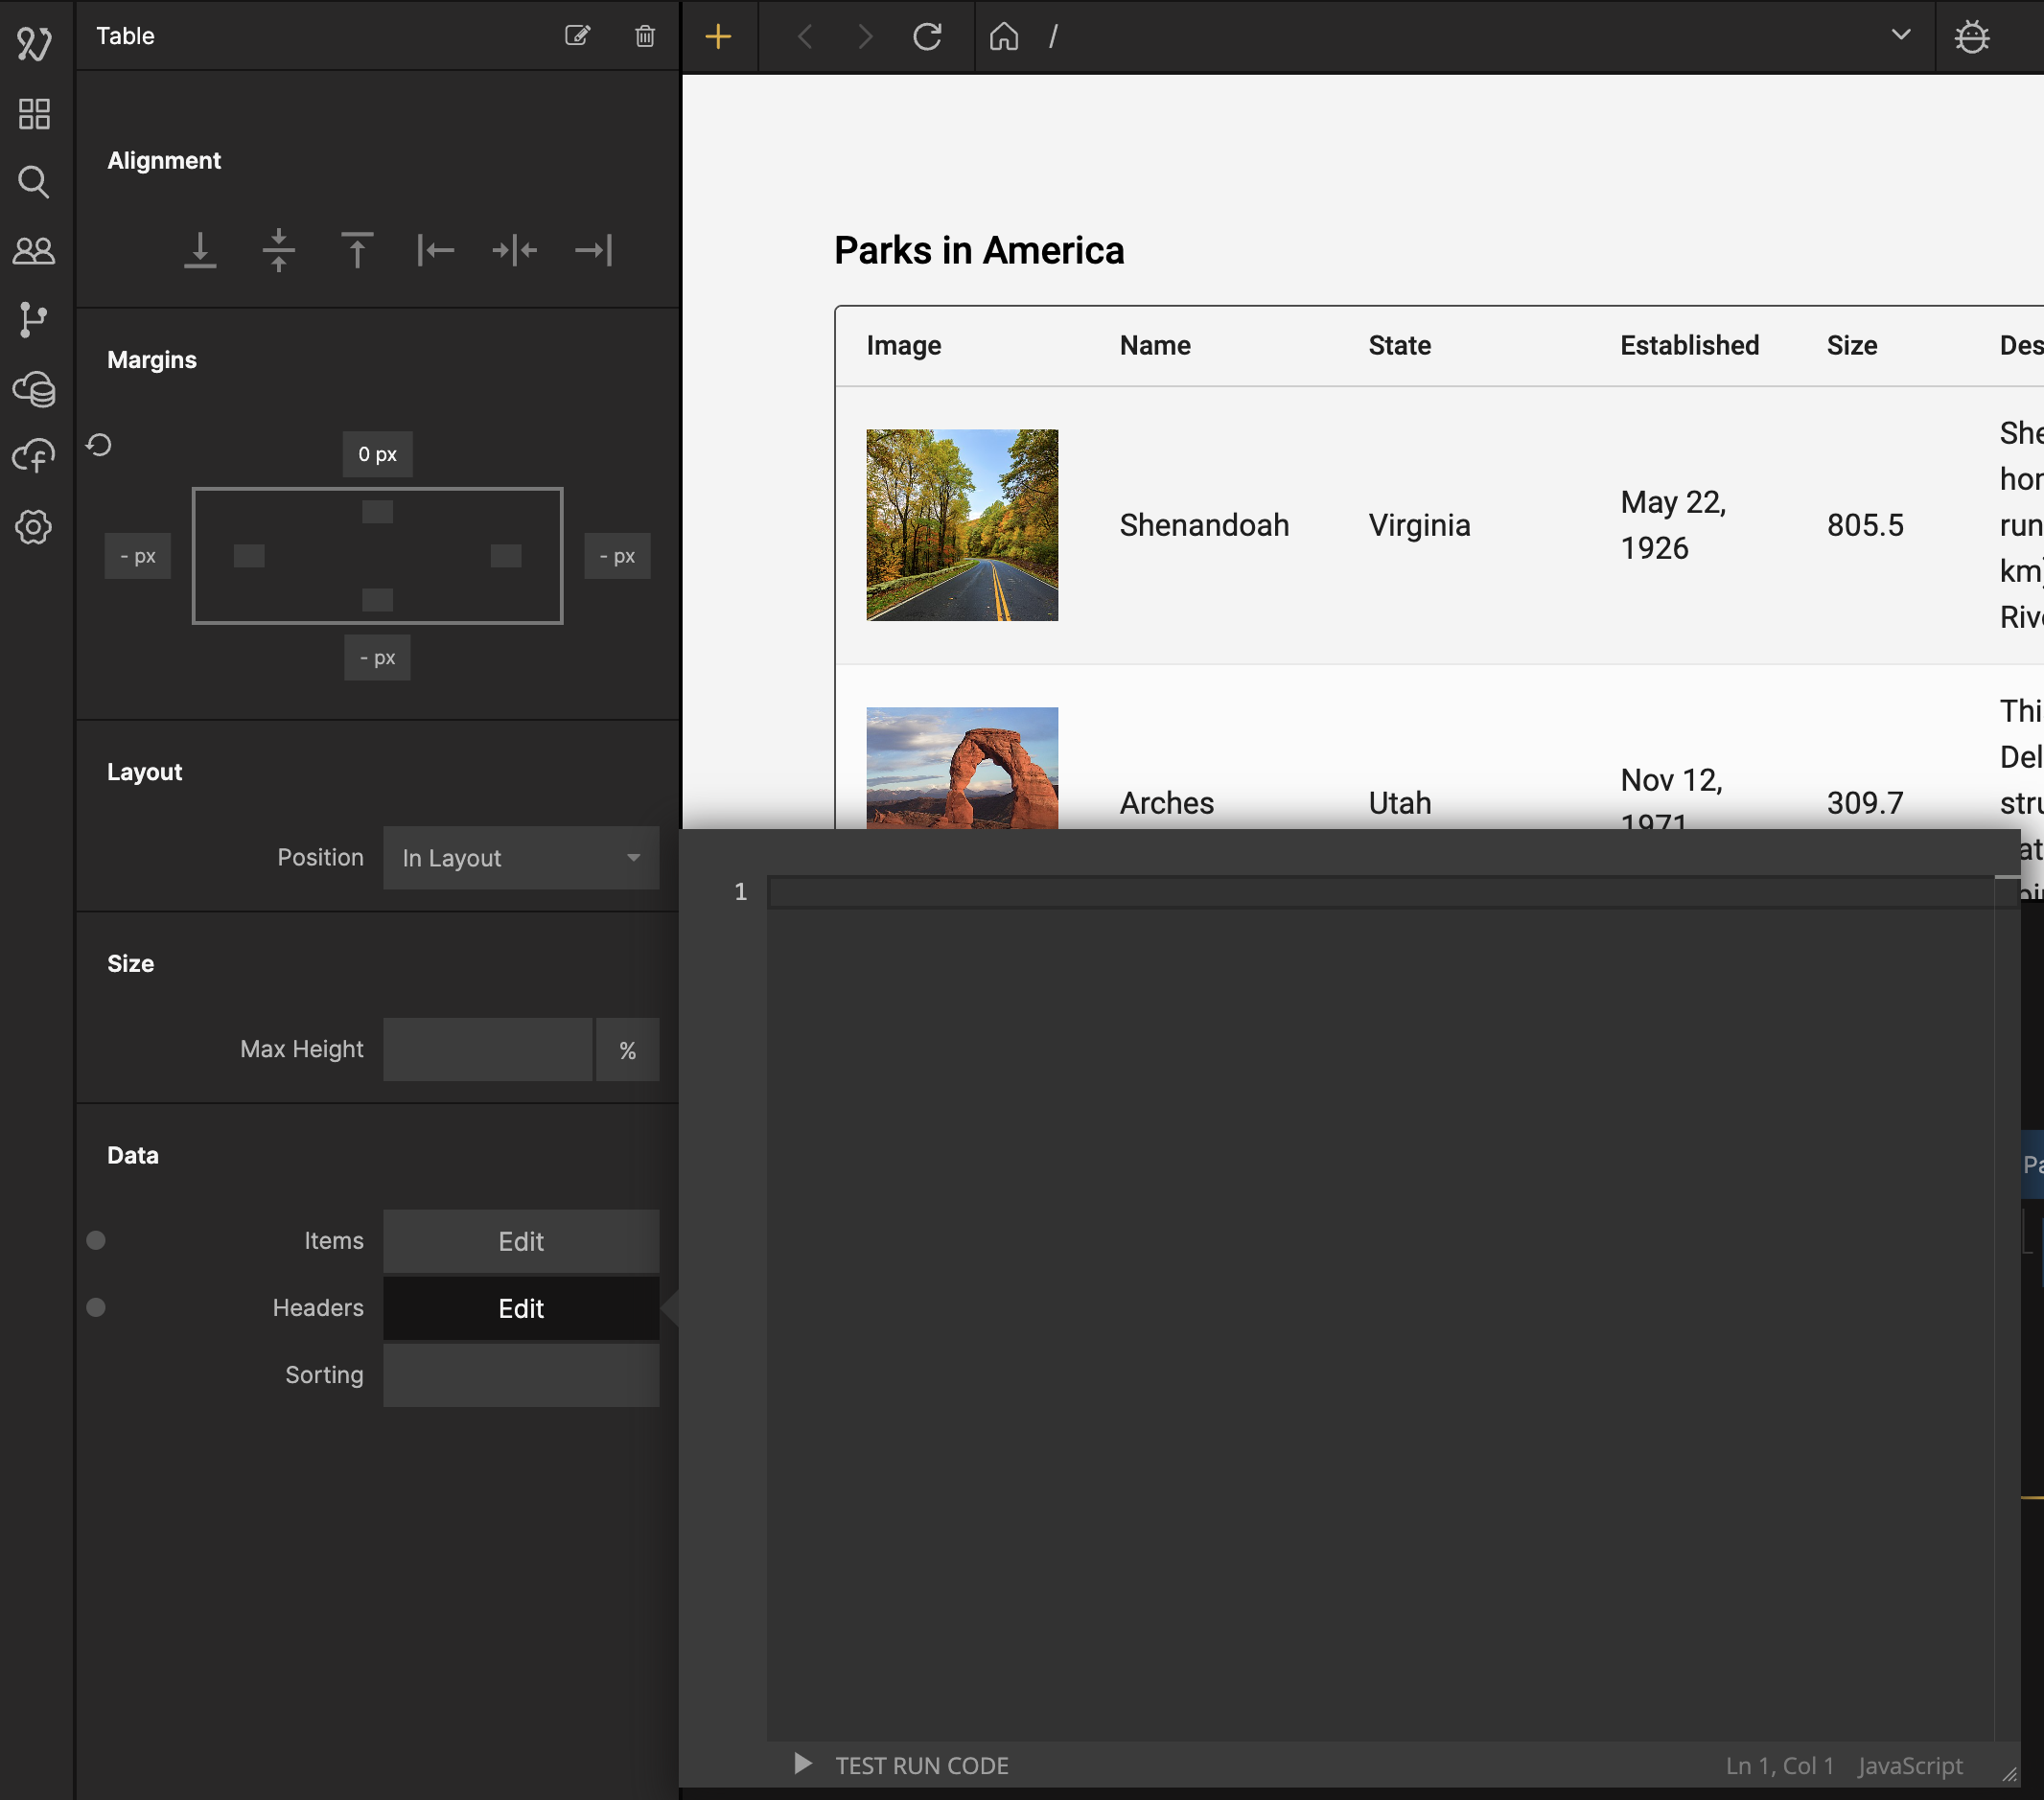 Table
Alignment
Margins
0 px
- px
- px
- px
Layout
Position
In Layout
Size
Max Height
%
Data
Items
Edit
Headers
Edit
Sorting
/
Parks in America
Image Name State Established Size Des
Shenandoah Virginia May 22, 1926 805.5
She
hor
run
km)
Rive
Arches Utah Nov 12, 1971 309.7
Thi
Del
stru
1
TEST RUN CODE
Ln 1, Col 1 JavaScript